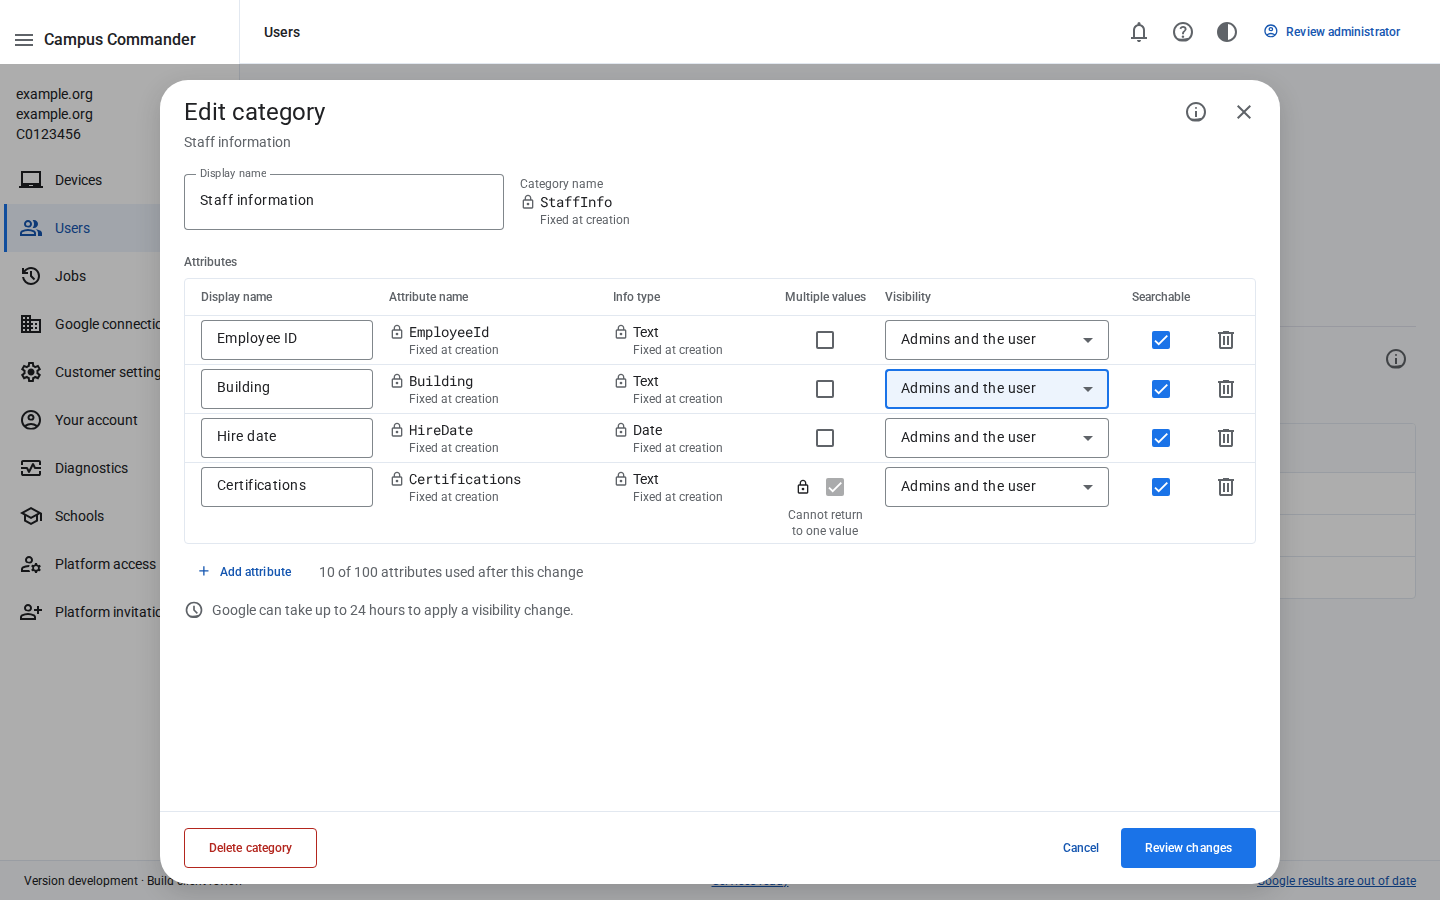 Campus Commander
Users
Review administrator
example.org
example.org
C0123456
Devices
Users
Jobs
Google
Customer
Your account
Diagnostics
Schools
Platform access
Platform
Edit category
Staff information
Display name
Staff information
Category name
StaffInfo
Fixed at creation
Attributes
Display name Attribute name Info type Multiple values Visibility Searchable
Employee ID EmployeeId Text Admins and the user
Fixed at creation Fixed at creation
Building Building Text Admins and the user
Fixed at creation Fixed at creation
Hire date HireDate Date Admins and the user
Fixed at creation Fixed at creation
Certifications Certifications Text Admins and the user
Fixed at creation Fixed at creation
Cannot return
to one value
Add attribute 10 of 100 attributes used after this change
Google can take up to 24 hours to apply a visibility change.
Delete category Cancel Review changes
Version development · Build
Google results are out of date